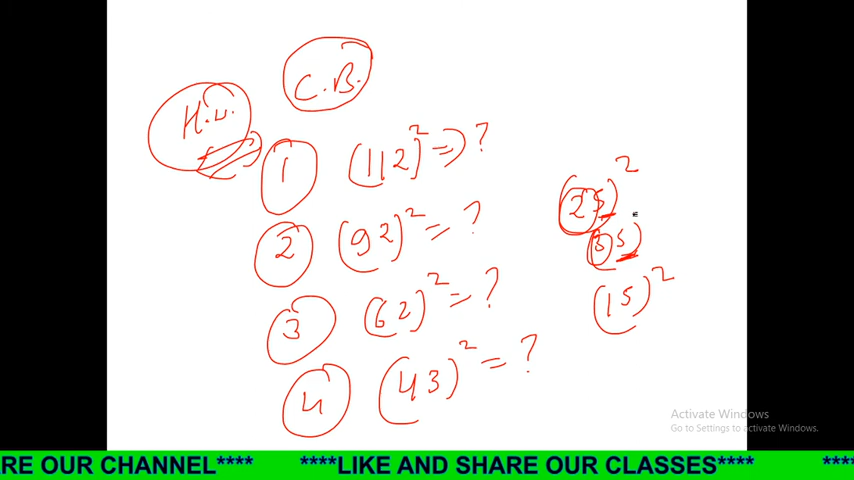 C.B.
H.W.
1 (112)² => ?
2 (92)² = ?
3 (62)² = ?
4 (43)² = ?
(25)²
(35)
(15)²
Activate Windows
Go to Settings to activate Windows.
RE OUR CHANNEL**** ****LIKE AND SHARE OUR CLASSES**** **